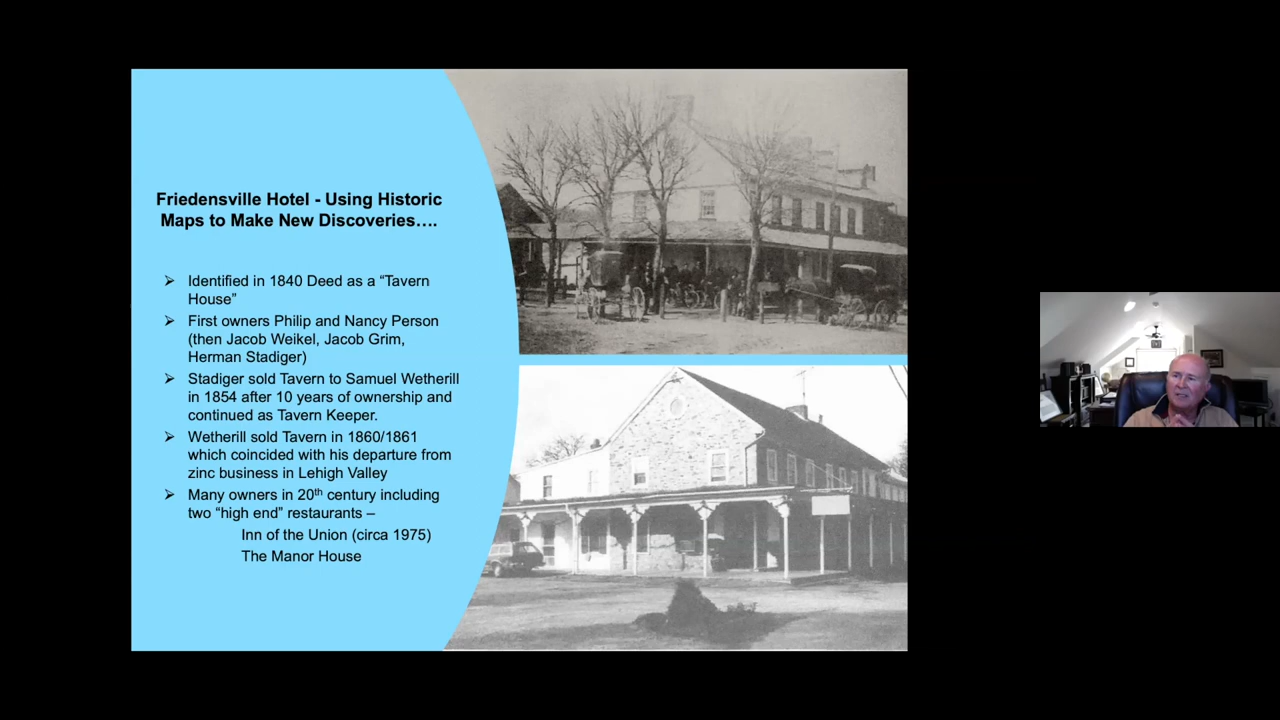 Friedensville Hotel - Using Historic
Maps to Make New Discoveries….
➢ Identified in 1840 Deed as a “Tavern
House”
➢ First owners Philip and Nancy Person
(then Jacob Weikel, Jacob Grim,
Herman Stadiger)
➢ Stadiger sold Tavern to Samuel Wetherill
in 1854 after 10 years of ownership and
continued as Tavern Keeper.
➢ Wetherill sold Tavern in 1860/1861
which coincided with his departure from
zinc business in Lehigh Valley
➢ Many owners in 20th century including
two “high end” restaurants –
Inn of the Union (circa 1975)
The Manor House